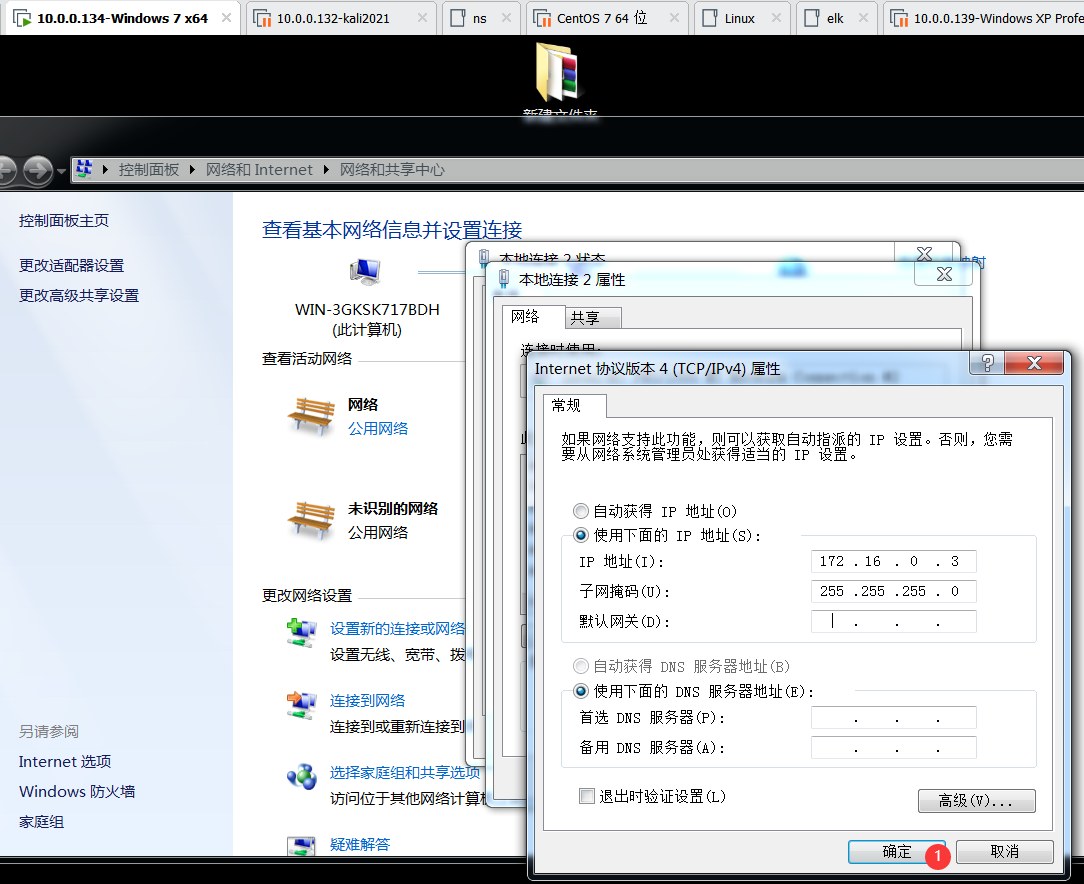 10.0.0.134-Windows 7 x64
10.0.0.132-kali2021
ns
CentOS 7 64 位
Linux
elk
10.0.0.139-Windows XP Profe
新建文件夹
控制面板 网络和 Internet 网络和共享中心
控制面板主页
更改适配器设置
更改高级共享设置
查看基本网络信息并设置连接
WIN-3GKSK717BDH
(此计算机)
查看活动网络
网络
公用网络
未识别的网络
公用网络
更改网络设置
设置新的连接或网络
设置无线、宽带、拨
连接到网络
连接到或重新连接到
选择家庭组和共享选项
访问位于其他网络计算机
疑难解答
另请参阅
Internet 选项
Windows 防火墙
家庭组
本地连接 2 状态
本地连接 2 属性
网络
共享
连接时使用:
Internet 协议版本 4 (TCP/IPv4) 属性
常规
如果网络支持此功能，则可以获取自动指派的 IP 设置。否则，您需
要从网络系统管理员处获得适当的 IP 设置。
自动获得 IP 地址(O)
使用下面的 IP 地址(S):
IP 地址(I): 172 . 16 . 0 . 3
子网掩码(U): 255 .255 .255 . 0
默认网关(D): . . .
自动获得 DNS 服务器地址(B)
使用下面的 DNS 服务器地址(E):
首选 DNS 服务器(P): . . .
备用 DNS 服务器(A): . . .
退出时验证设置(L)
高级(V)...
确定
1
取消